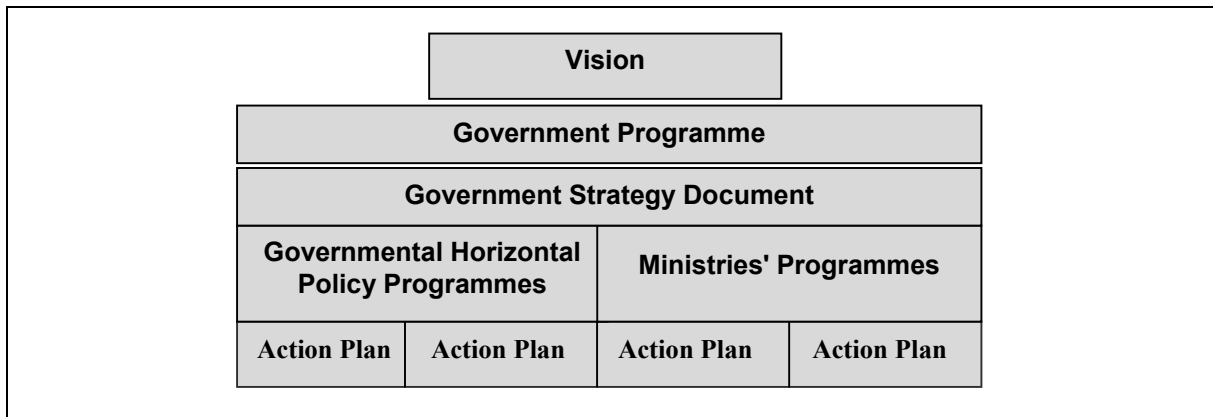 Vision
Government Programme
Government Strategy Document
Governmental Horizontal
Policy Programmes
Ministries' Programmes
Action Plan
Action Plan
Action Plan
Action Plan